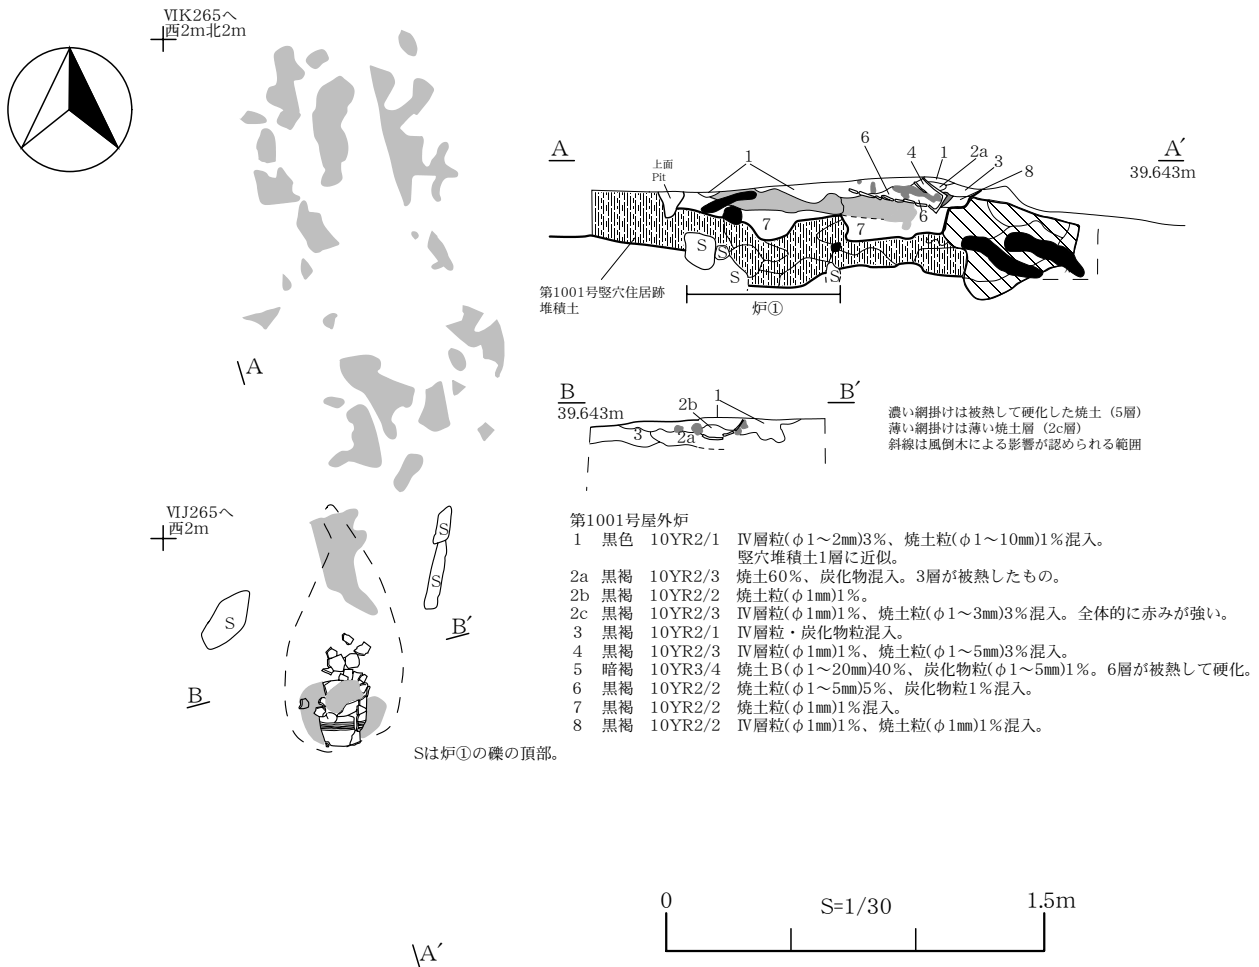 ⅥK265へ
西2m北2m
A
A′
39.643m
上面
Pit
1
6
4
1
2a
3
8
7
7
6
S
S
S
S
第1001号竪穴住居跡
堆積土
炉①
A
B
B′
39.643m
2b
1
3
2a
濃い網掛けは被熱して硬化した焼土（5層）
薄い網掛けは薄い焼土層（2c層）
斜線は風倒木による影響が認められる範囲
ⅥJ265へ
西2m
S
S
S
B′
B
Sは炉①の礫の頂部。
第1001号屋外炉
1 黒色 10YR2/1 Ⅳ層粒(φ1～2㎜)3％、焼土粒(φ1～10㎜)1％混入。
竪穴堆積土1層に近似。
2a 黒褐 10YR2/3 焼土60％、炭化物混入。3層が被熱したもの。
2b 黒褐 10YR2/2 焼土粒(φ1㎜)1％。
2c 黒褐 10YR2/3 Ⅳ層粒(φ1㎜)1％、焼土粒(φ1～3㎜)3％混入。全体的に赤みが強い。
3 黒褐 10YR2/1 Ⅳ層粒・炭化物粒混入。
4 黒褐 10YR2/3 Ⅳ層粒(φ1㎜)1％、焼土粒(φ1～5㎜)3％混入。
5 暗褐 10YR3/4 焼土B(φ1～20㎜)40％、炭化物粒(φ1～5㎜)1％。6層が被熱して硬化。
6 黒褐 10YR2/2 焼土粒(φ1～5㎜)5％、炭化物粒1％混入。
7 黒褐 10YR2/2 焼土粒(φ1㎜)1％混入。
8 黒褐 10YR2/2 Ⅳ層粒(φ1㎜)1％、焼土粒(φ1㎜)1％混入。
0
S=1/30
1.5m
A′